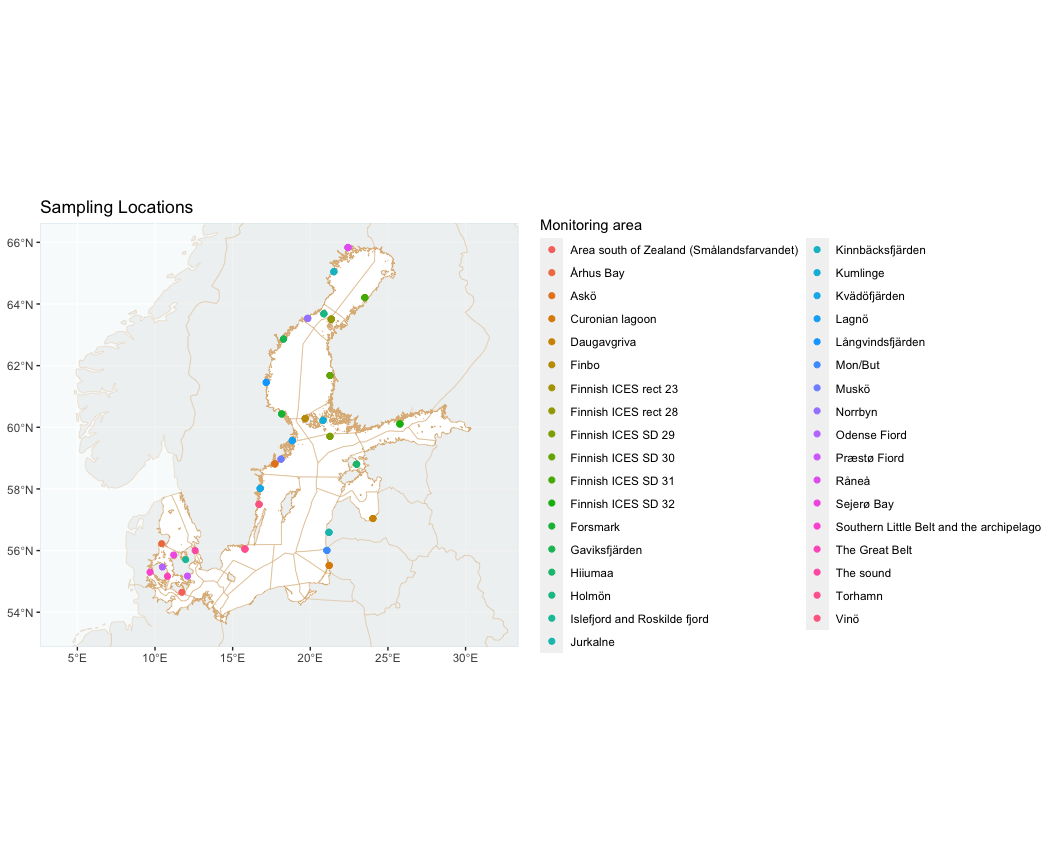 Sampling Locations
66°N
64°N
62°N
60°N
58°N
56°N
54°N
5°E
10°E
15°E
20°E
25°E
30°E
Monitoring area
Area south of Zealand (Smålandsfarvandet)
Århus Bay
Askö
Curonian lagoon
Daugavgriva
Finbo
Finnish ICES rect 23
Finnish ICES rect 28
Finnish ICES SD 29
Finnish ICES SD 30
Finnish ICES SD 31
Finnish ICES SD 32
Forsmark
Gaviksfjärden
Hiiumaa
Holmön
Islefjord and Roskilde fjord
Jurkalne
Kinnbäcksfjärden
Kumlinge
Kvädöfjärden
Lagnö
Långvindsfjärden
Mon/But
Muskö
Norrbyn
Odense Fiord
Præstø Fiord
Råneå
Sejerø Bay
Southern Little Belt and the archipelago
The Great Belt
The sound
Torhamn
Vinö